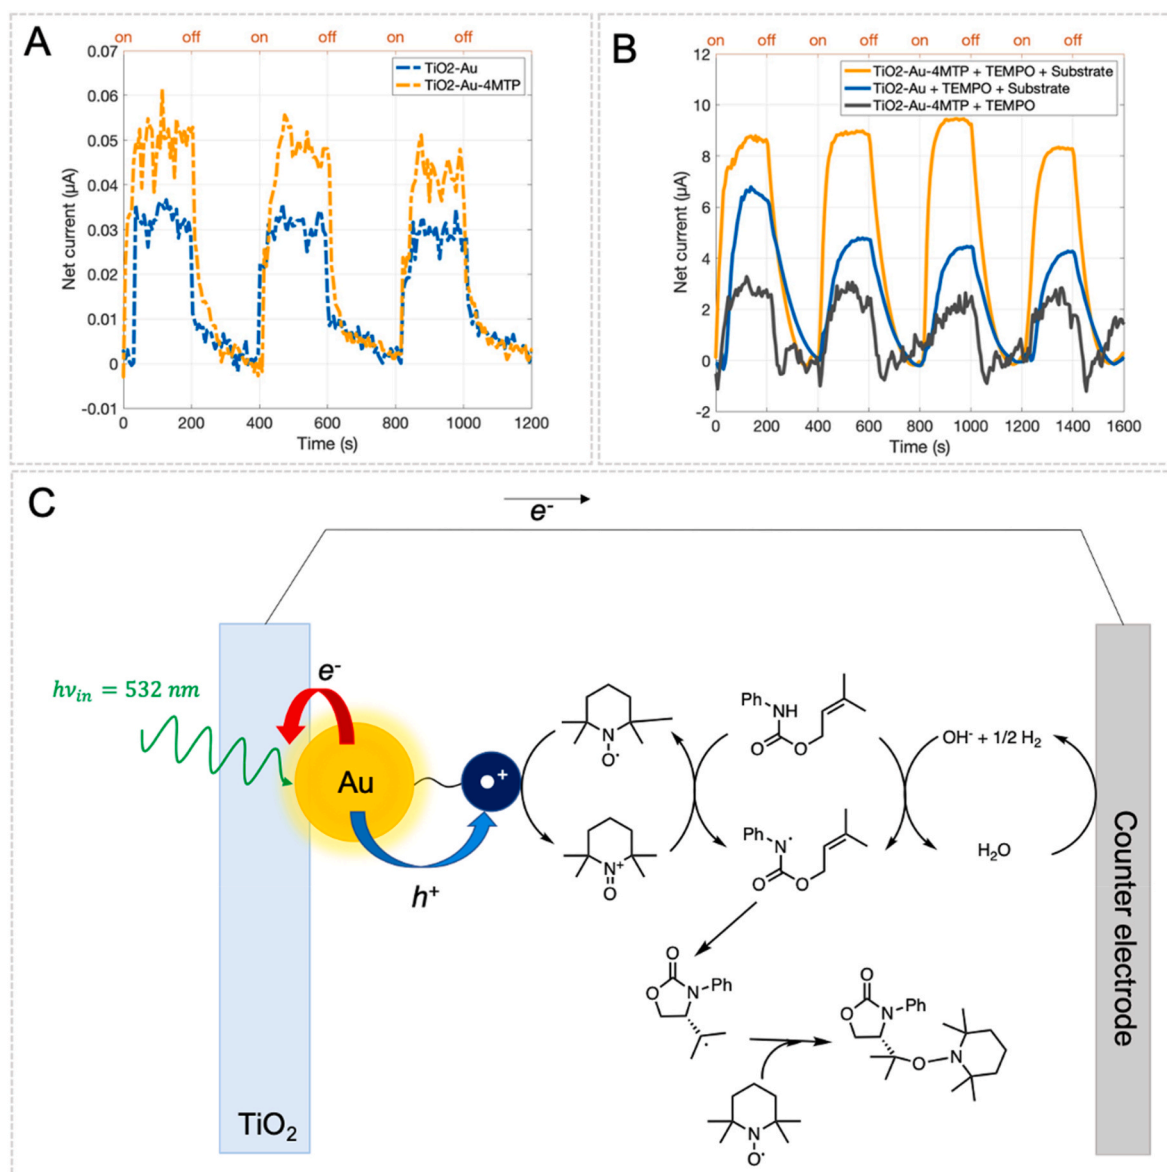 A
on off on off on off
0.07
0.06
0.05
0.04
0.03
0.02
0.01
0
-0.01
Net current (µA)
TiO2-Au
TiO2-Au-4MTP
0 200 400 600 800 1000 1200
Time (s)
B
on off on off on off on off
12
10
8
6
4
2
0
-2
Net current (µA)
TiO2-Au-4MTP + TEMPO + Substrate
TiO2-Au + TEMPO + Substrate
TiO2-Au-4MTP + TEMPO
0 200 400 600 800 1000 1200 1400 1600
Time (s)
C
e⁻
hνᵢₙ = 532 nm
e⁻
Au
+
h⁺
TiO₂
N
O•
N⁺
O
Ph
NH
O
O
Ph
N•
O
O
OH⁻ + 1/2 H₂
H₂O
O
O
N
Ph
•
N
O•
O
O
N
Ph
O
N
Counter electrode